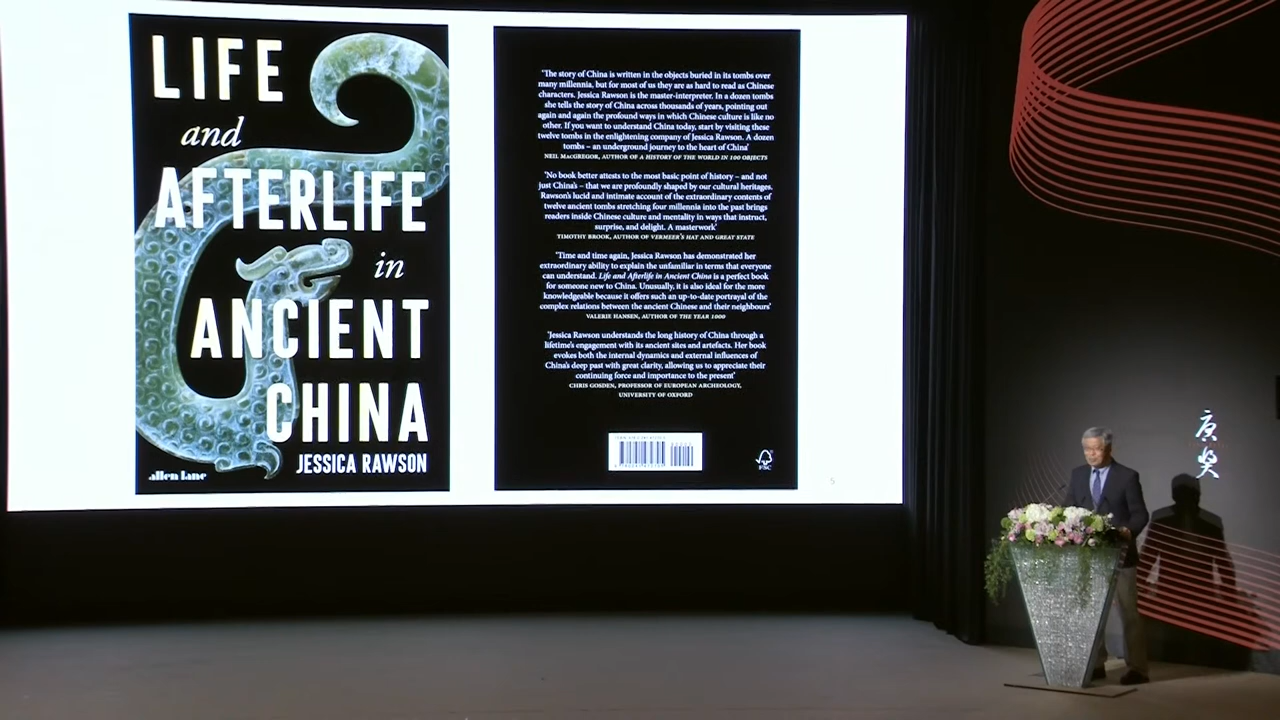 LIFE
and
AFTERLIFE
in
ANCIENT
CHINA
JESSICA RAWSON
allen lane
'The story of China is written in the objects buried in its tombs over
many millennia, but for most of us they are as hard to read as Chinese
characters. Jessica Rawson is the master-interpreter. In a dozen tombs
she tells the story of China across thousands of years, pointing out
again and again the profound ways in which Chinese culture is like no
other. If you want to understand China today, start by visiting these
twelve tombs in the enlightening company of Jessica Rawson. A dozen
tombs – an underground journey to the heart of China'
NEIL MACGREGOR, AUTHOR OF A HISTORY OF THE WORLD IN 100 OBJECTS
'No book better attests to the most basic point of history – and not
just China's – that we are profoundly shaped by our cultural heritages.
Rawson's lucid and intimate account of the extraordinary contents of
twelve ancient tombs stretching four millennia into the past brings
readers inside Chinese culture and mentality in ways that instruct,
surprise, and delight. A masterwork'
TIMOTHY BROOK, AUTHOR OF VERMEER'S HAT AND GREAT STATE
'Time and time again, Jessica Rawson has demonstrated her
extraordinary ability to explain the unfamiliar in terms that everyone
can understand. Life and Afterlife in Ancient China is a perfect book
for someone new to China. Unusually, it is also ideal for the more
knowledgeable because it offers such an up-to-date portrayal of the
complex relations between the ancient Chinese and their neighbours'
VALERIE HANSEN, AUTHOR OF THE YEAR 1000
'Jessica Rawson understands the long history of China through a
lifetime's engagement with its ancient sites and artefacts. Her book
evokes both the internal dynamics and external influences of
China's deep past with great clarity, allowing us to appreciate their
continuing force and importance to the present'
CHRIS GOSDEN, PROFESSOR OF EUROPEAN ARCHEOLOGY,
UNIVERSITY OF OXFORD
FSC
5
唐
獎